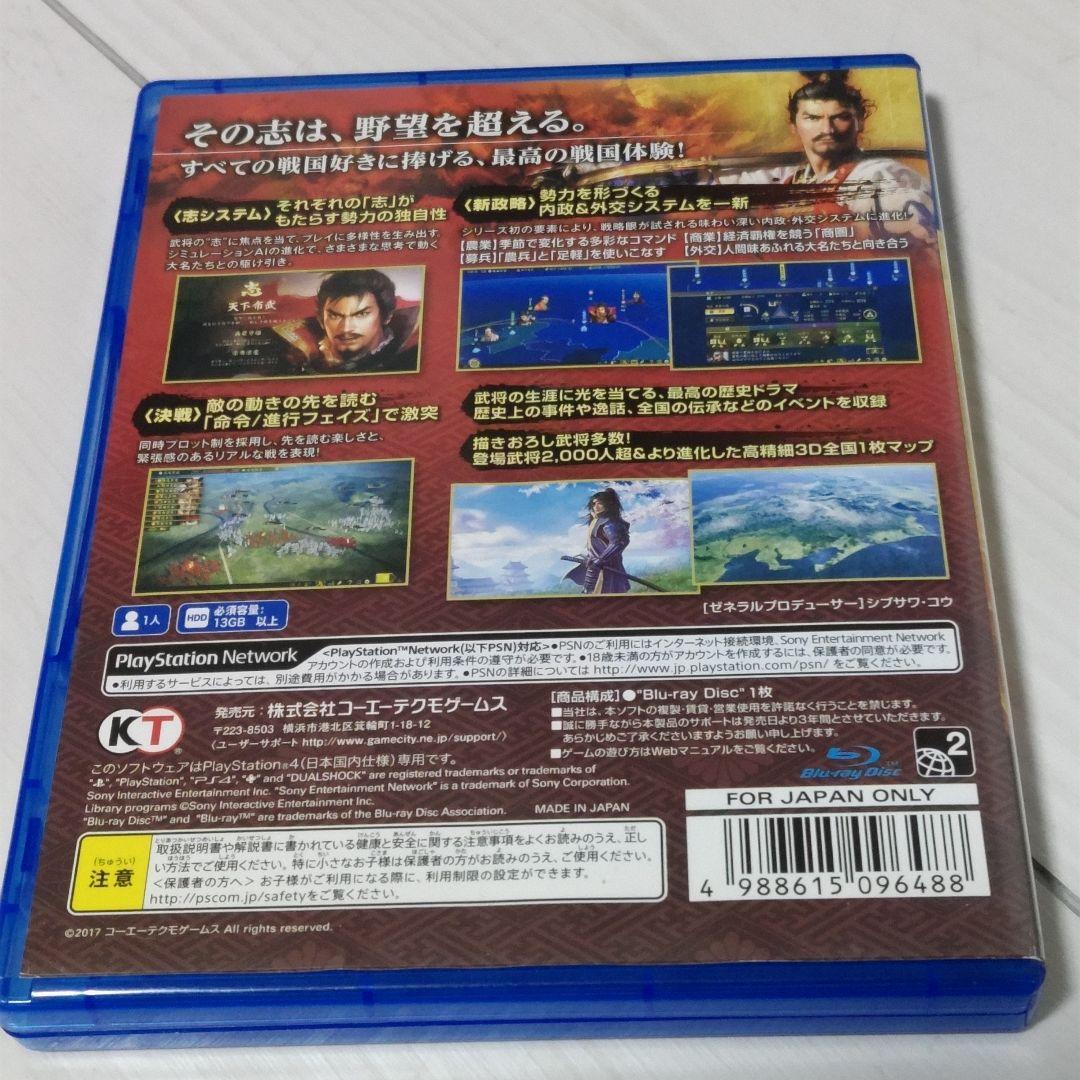 その志は、野望を超える。
すべての戦国好きに捧げる、最高の戦国体験!
〈志システム〉それぞれの「志」が
もたらす勢力の独自性
武将の“志”に焦点を当て、プレイに多様性を生み出す
シミュレーションAIの進化で、さまざまな思考で動く
大名たちとの駆け引き。
志
天下布武
〈新政略〉勢力を形づくる
内政&外交システムを一新
シリーズ初の要素により、戦略眼が試される味わい深い内政・外交システムに進化!
【農業】季節で変化する多彩なコマンド 【商業】経済覇権を競う「商圏」
【募兵】「農兵」と「足軽」を使いこなす 【外交】人間味あふれる大名たちと向き合う
〈決戦〉敵の動きの先を読む
「命令/進行フェイズ」で激突
同時プロット制を採用し、先を読む楽しさと、
緊張感のあるリアルな戦を表現!
武将の生涯に光を当てる、最高の歴史ドラマ
歴史上の事件や逸話、全国の伝承などのイベントを収録
描きおろし武将多数!
登場武将2,000人超&より進化した高精細3D全国1枚マップ
[ゼネラルプロデューサー]シブサワ・コウ
1人
HDD 必須容量:
13GB 以上
PlayStation Network
<PlayStation™Network(以下PSN)対応>●PSNのご利用にはインターネット接続環境、Sony Entertainment Network
アカウントの作成および利用条件の遵守が必要です。●18歳未満の方がアカウントを作成するには、保護者の同意が必要です。
●利用するサービスによっては、別途費用がかかる場合があります。●PSNの詳細については http://www.jp.playstation.com/psn/ をご覧ください。
KT
発売元:株式会社コーエーテクモゲームス
〒223-8503 横浜市港北区箕輪町1-18-12
〈ユーザーサポート http://www.gamecity.ne.jp/support/〉
[商品構成]●"Blu-ray Disc" 1枚
■当社は、本ソフトの複製・賃貸・営業使用を許諾なく行うことを禁じます。
■誠に勝手ながら本製品のサポートは発売日より3年間とさせていただきます。
あらかじめご了承くださいますようお願い申し上げます。
■ゲームの遊び方はWebマニュアルをご覧ください。
Blu-ray Disc™
2
このソフトウェアはPlayStation®4(日本国内仕様)専用です。
" ", "PlayStation", "PS4", " " and "DUALSHOCK" are registered trademarks or trademarks of
Sony Interactive Entertainment Inc. "Sony Entertainment Network" is a trademark of Sony Corporation.
Library programs ©Sony Interactive Entertainment Inc.
"Blu-ray Disc™" and "Blu-ray™" are trademarks of the Blu-ray Disc Association.
MADE IN JAPAN
FOR JAPAN ONLY
4 988615 096488
(ちゅうい)
注意
取扱説明書や解説書に書かれている健康と安全に関する注意事項をよくお読みのうえ、正し
い方法でご使用ください。特に小さなお子様は保護者の方がお読みのうえ、ご使用ください。
<保護者の方へ> お子様がご利用になる際に、利用制限の設定ができます。
http://pscom.jp/safetyをご覧ください。
©2017 コーエーテクモゲームス All rights reserved.